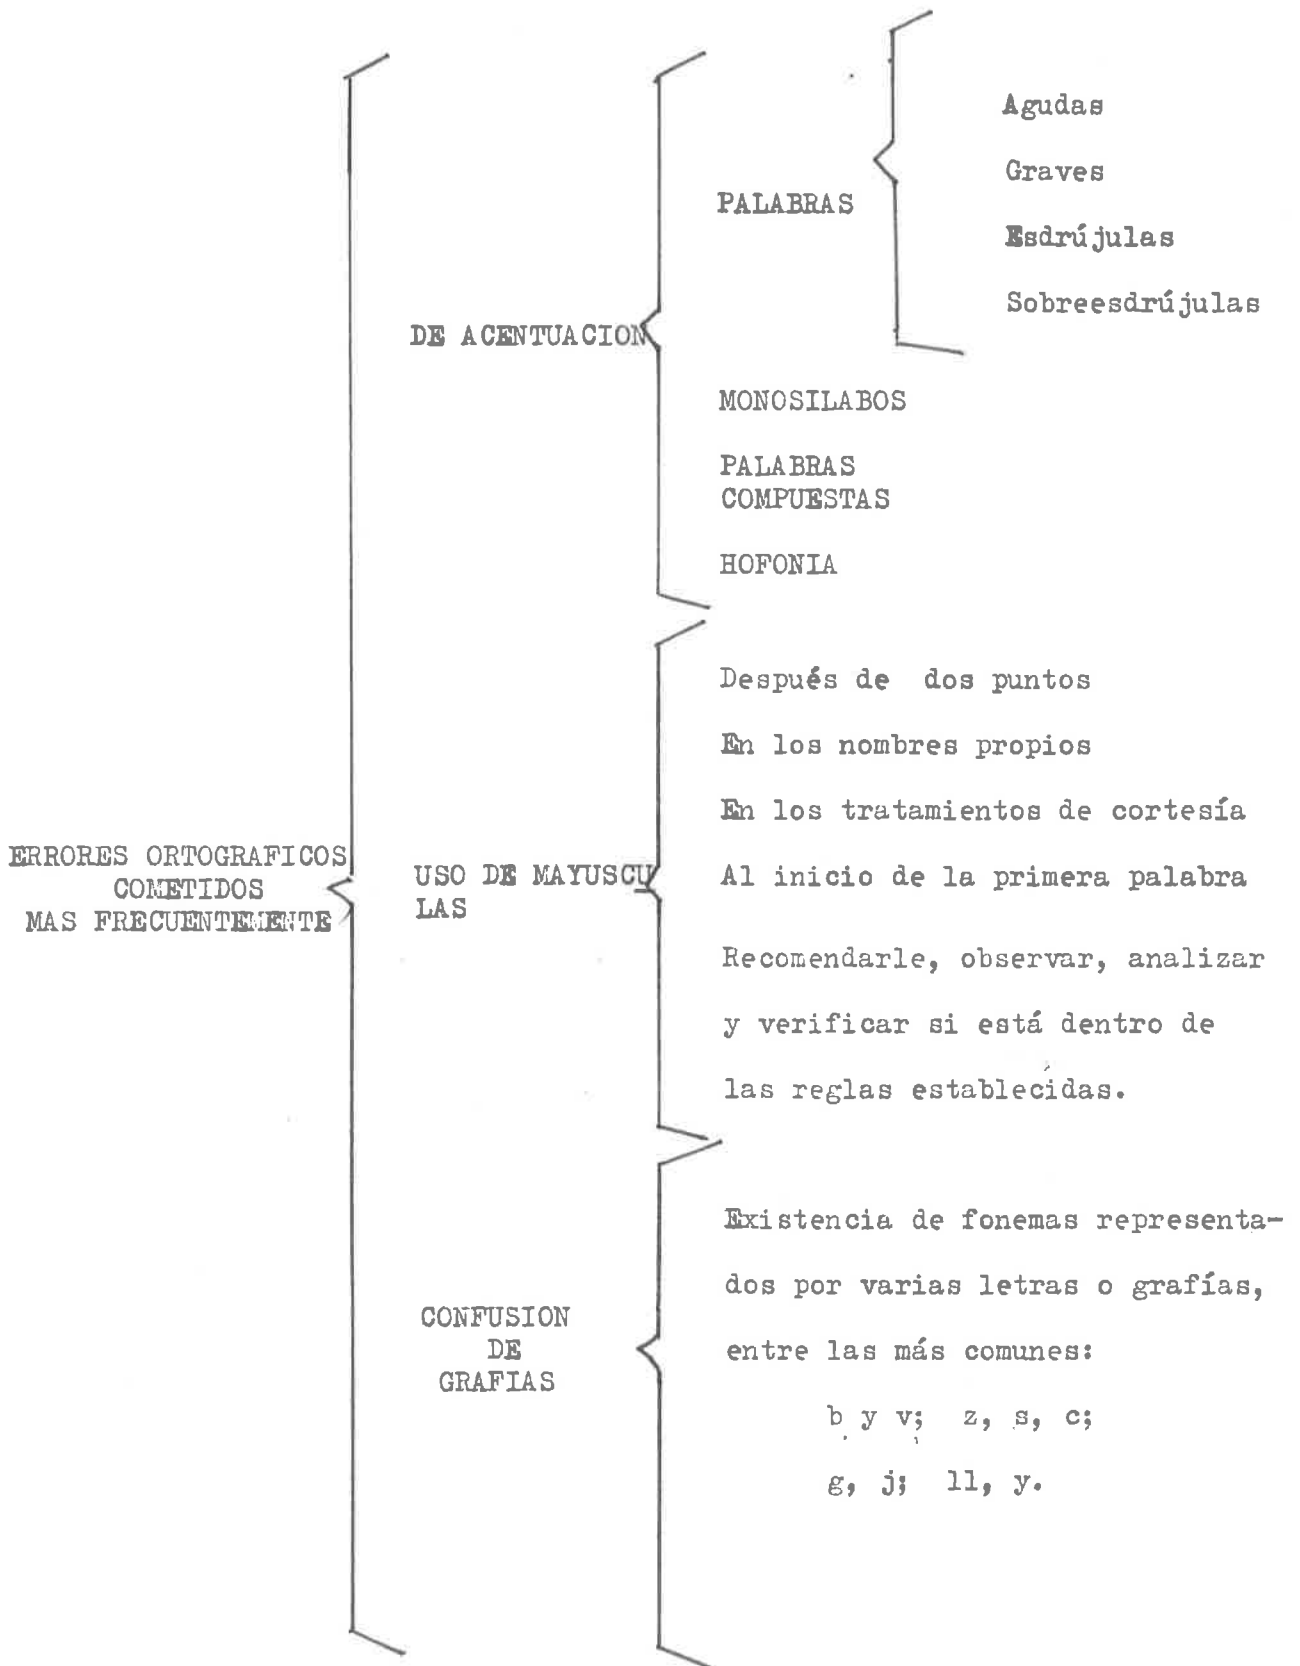 ERRORES ORTOGRAFICOS
COMETIDOS
MAS FRECUENTEMENTE
DE ACENTUACION
PALABRAS
Agudas
Graves
Esdrújulas
Sobreesdrújulas
MONOSILABOS
PALABRAS
COMPUESTAS
HOFONIA
USO DE MAYUSCU
LAS
Después de dos puntos
En los nombres propios
En los tratamientos de cortesía
Al inicio de la primera palabra
Recomendarle, observar, analizar
y verificar si está dentro de
las reglas establecidas.
CONFUSION
DE
GRAFIAS
Existencia de fonemas representa-
dos por varias letras o grafías,
entre las más comunes:
b y v; z, s, c;
g, j; ll, y.